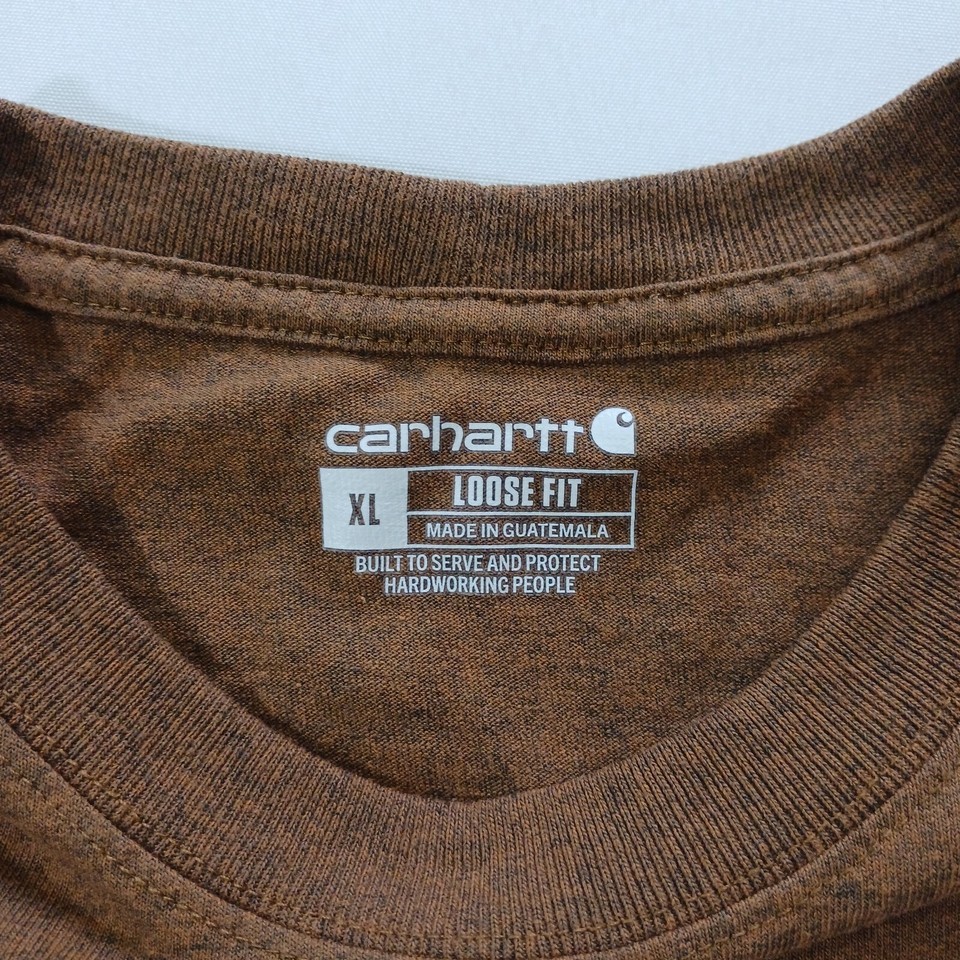 carhartt
XL
LOOSE FIT
MADE IN GUATEMALA
BUILT TO SERVE AND PROTECT
HARDWORKING PEOPLE